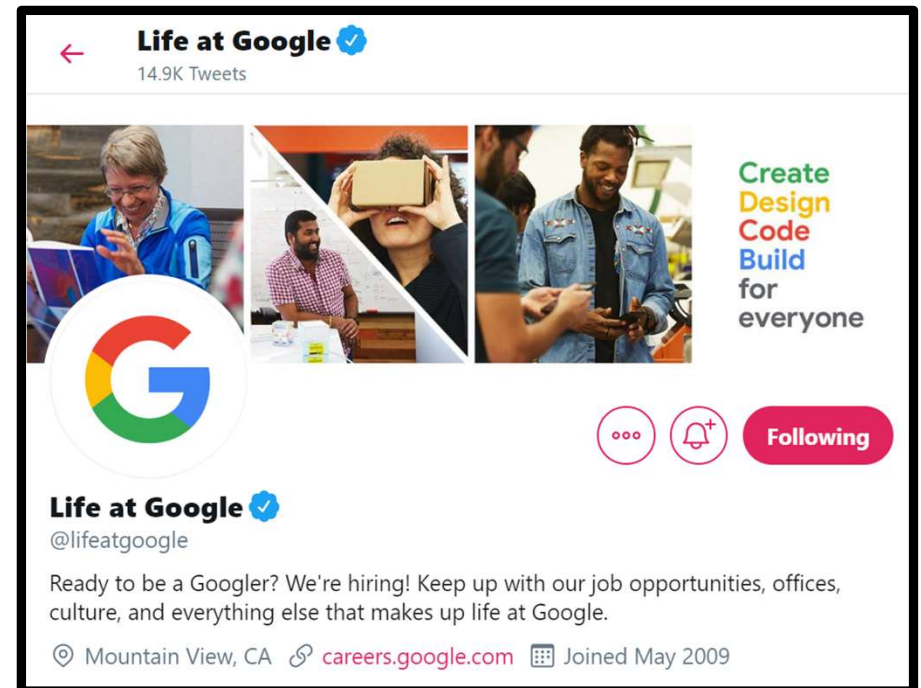 Life at Google
14.9K Tweets
Create
Design
Code
Build
for
everyone
Following
Life at Google
@lifeatgoogle
Ready to be a Googler? We're hiring! Keep up with our job opportunities, offices,
culture, and everything else that makes up life at Google.
Mountain View, CA careers.google.com Joined May 2009